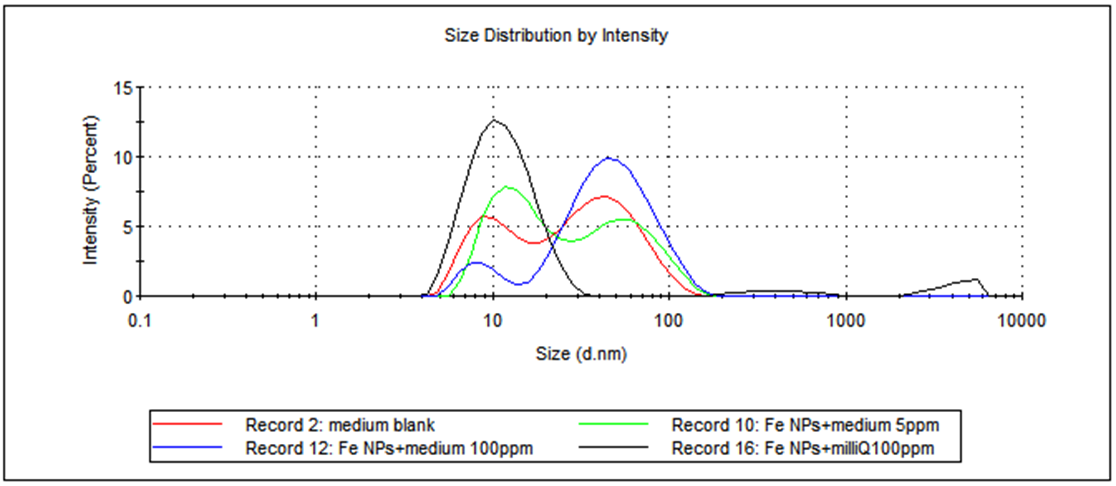 Size Distribution by Intensity
Intensity (Percent)
15
10
5
0
0.1 1 10 100 1000 10000
Size (d.nm)
Record 2: medium blank Record 10: Fe NPs+medium 5ppm
Record 12: Fe NPs+medium 100ppm Record 16: Fe NPs+milliQ100ppm